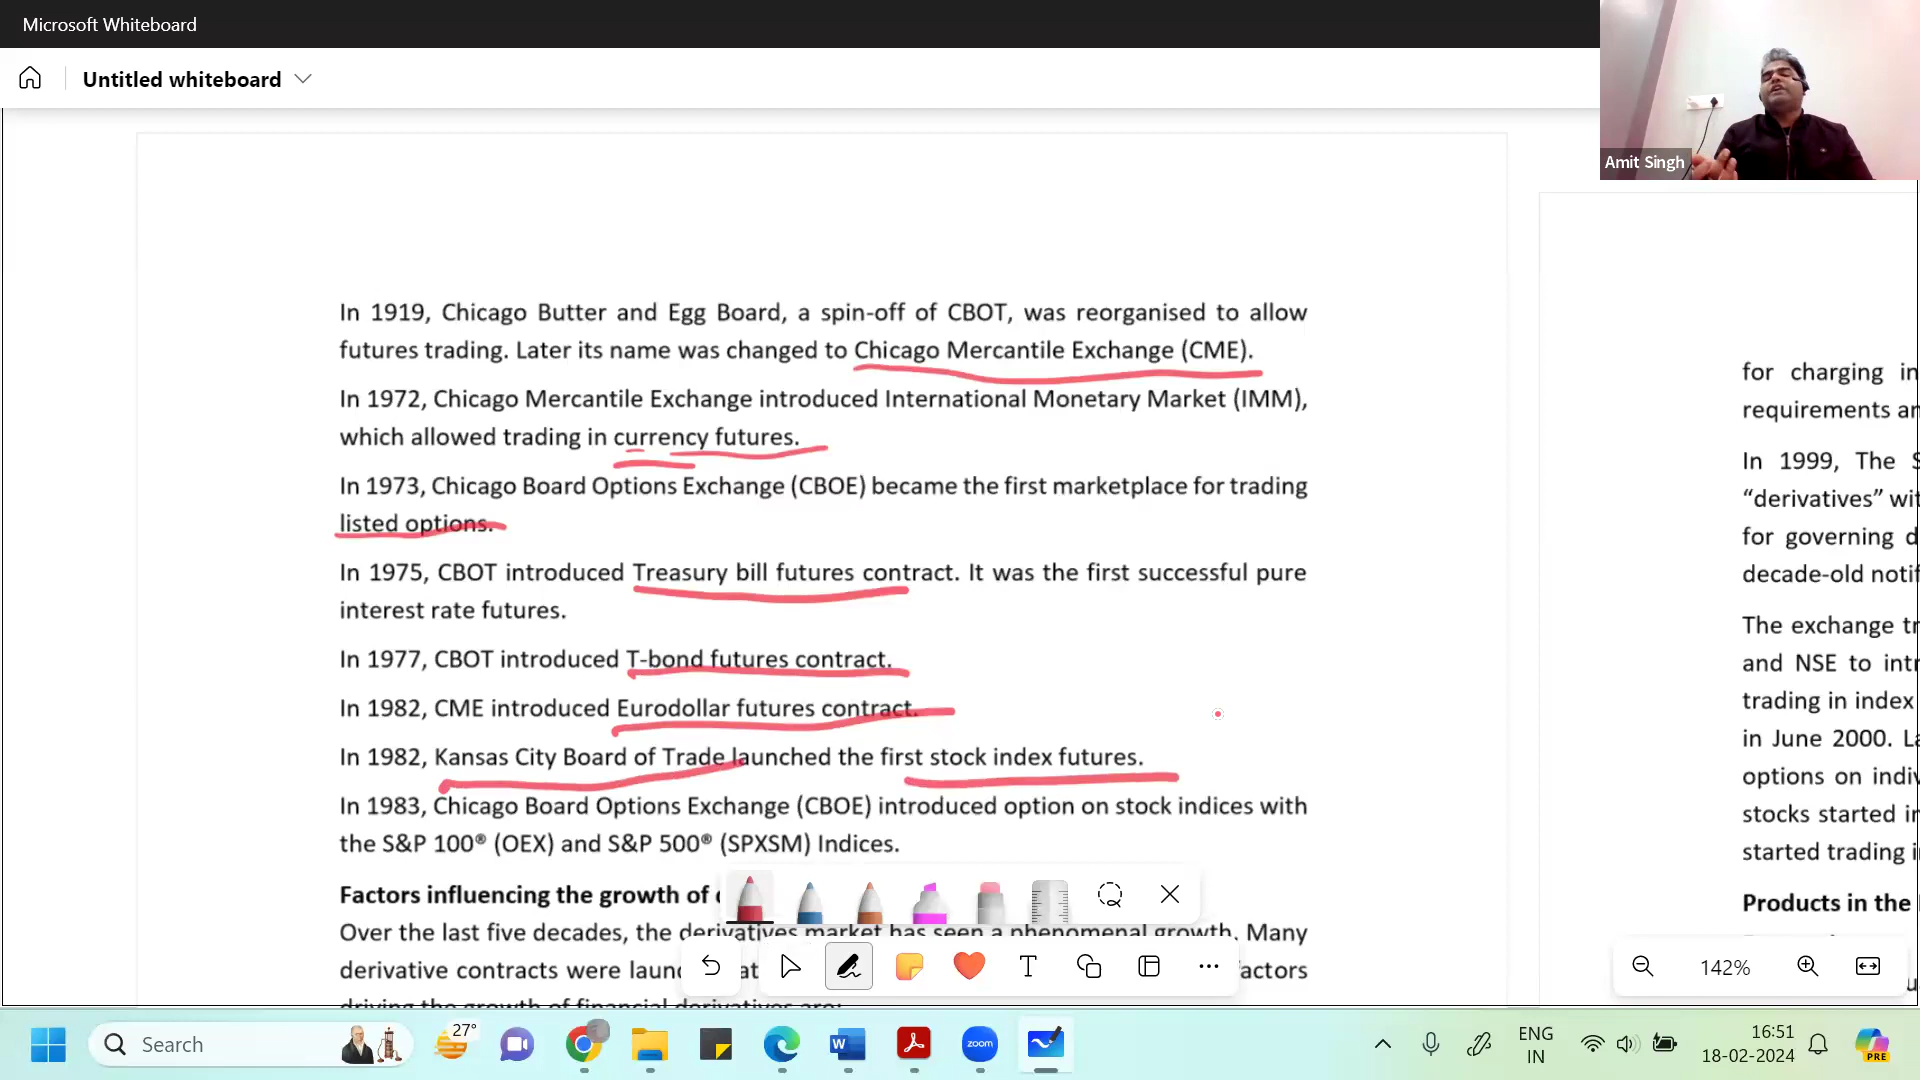 Microsoft Whiteboard
Untitled whiteboard
Amit Singh
In 1919, Chicago Butter and Egg Board, a spin-off of CBOT, was reorganised to allow
futures trading. Later its name was changed to Chicago Mercantile Exchange (CME).
In 1972, Chicago Mercantile Exchange introduced International Monetary Market (IMM),
which allowed trading in currency futures.
In 1973, Chicago Board Options Exchange (CBOE) became the first marketplace for trading
listed options.
In 1975, CBOT introduced Treasury bill futures contract. It was the first successful pure
interest rate futures.
In 1977, CBOT introduced T-bond futures contract.
In 1982, CME introduced Eurodollar futures contract.
In 1982, Kansas City Board of Trade launched the first stock index futures.
In 1983, Chicago Board Options Exchange (CBOE) introduced option on stock indices with
the S&P 100® (OEX) and S&P 500® (SPXSM) Indices.
Factors influencing the growth of
Over the last five decades, the derivatives market has seen a phenomenal growth. Many
derivative contracts were
driving the growth of financial derivatives are:
for charging in
requirements
In 1999, The
“derivatives”
for governing
decade-old
The exchange
and NSE to
trading in index
in June 2000.
options on
stocks started
started trading
Products in the
142%
Search
27°
zoom
ENG
IN
16:51
18-02-2024
PRE